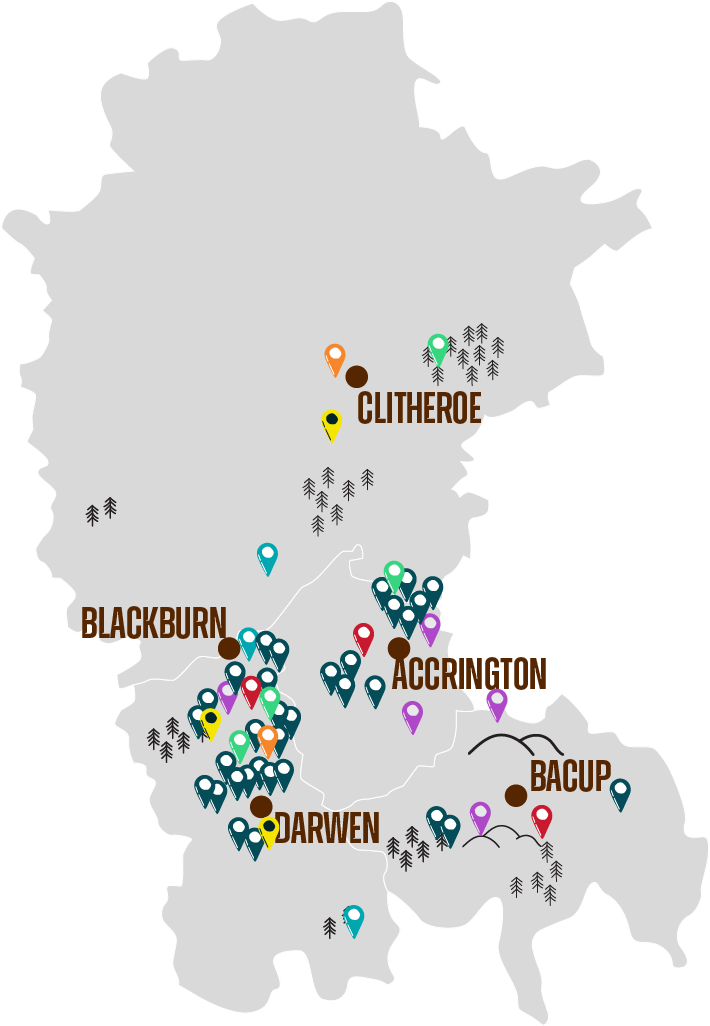 CLITHEROE
BLACKBURN
ACCRINGTON
BACUP
DARWEN